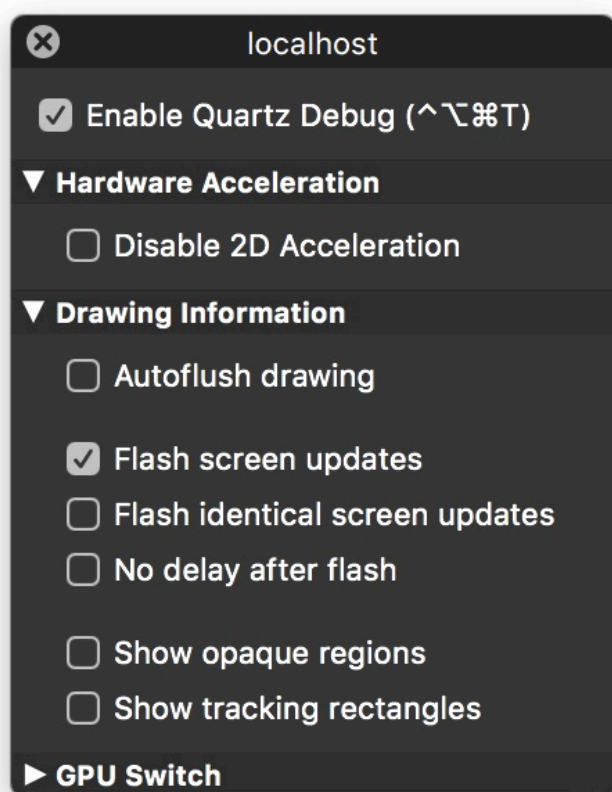 localhost
Enable Quartz Debug (^⌥⌘T)
Hardware Acceleration
Disable 2D Acceleration
Drawing Information
Autoflush drawing
Flash screen updates
Flash identical screen updates
No delay after flash
Show opaque regions
Show tracking rectangles
GPU Switch